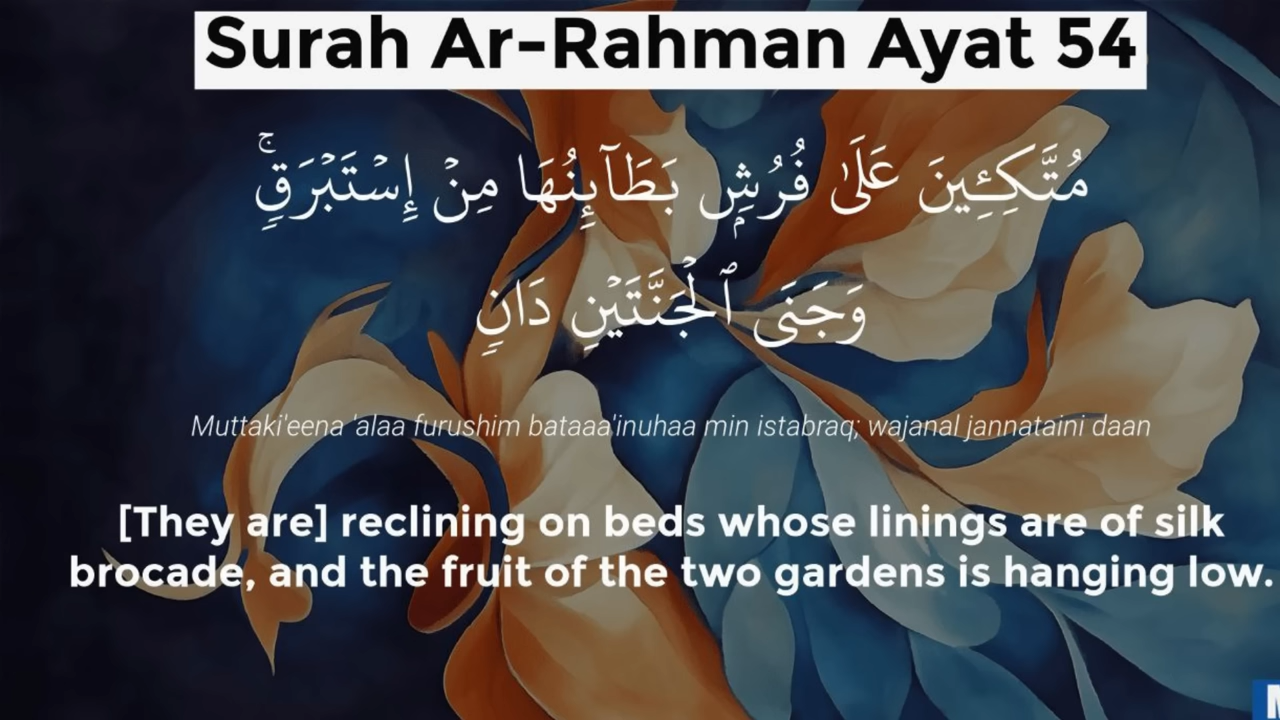 Surah Ar-Rahman Ayat 54
مُتَّكِـِٔينَ عَلَىٰ فُرُشٍۭ بَطَآئِنُهَا مِنْ إِسْتَبْرَقٍۢ ۚ
وَجَنَى ٱلْجَنَّتَيْنِ دَانٍۢ
Muttaki'eena 'alaa furushim bataaa'inuhaa min istabraq; wajanal jannataini daan
[They are] reclining on beds whose linings are of silk
brocade, and the fruit of the two gardens is hanging low.